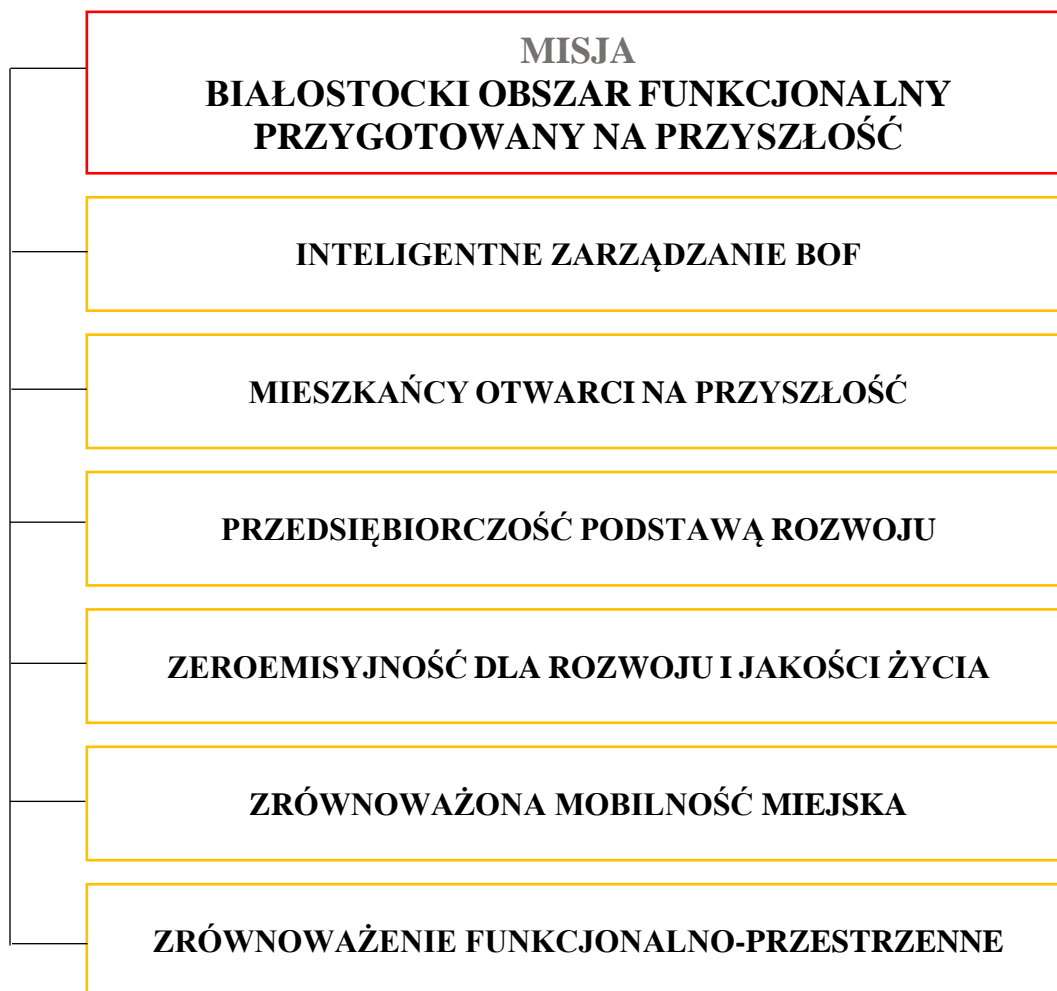 MISJA
BIAŁOSTOCKI OBSZAR FUNKCJONALNY
PRZYGOTOWANY NA PRZYSZŁOŚĆ
INTELIGENTNE ZARZĄDZANIE BOF
MIESZKAŃCY OTWARCI NA PRZYSZŁOŚĆ
PRZEDSIĘBIORCZOŚĆ PODSTAWĄ ROZWOJU
ZEROEMISYJNOŚĆ DLA ROZWOJU I JAKOŚCI ŻYCIA
ZRÓWNOWAŻONA MOBILNOŚĆ MIEJSKA
ZRÓWNOWAŻENIE FUNKCJONALNO-PRZESTRZENNE